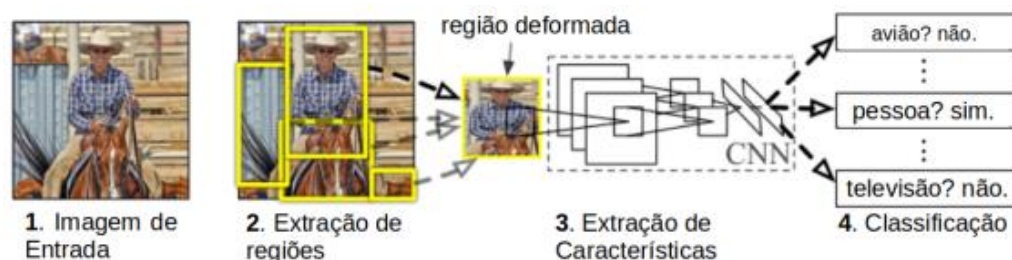 região deformada
avião? não.
pessoa? sim.
televisão? não.
CNN
1. Imagem de
Entrada
2. Extração de
regiões
3. Extração de
Características
4. Classificação